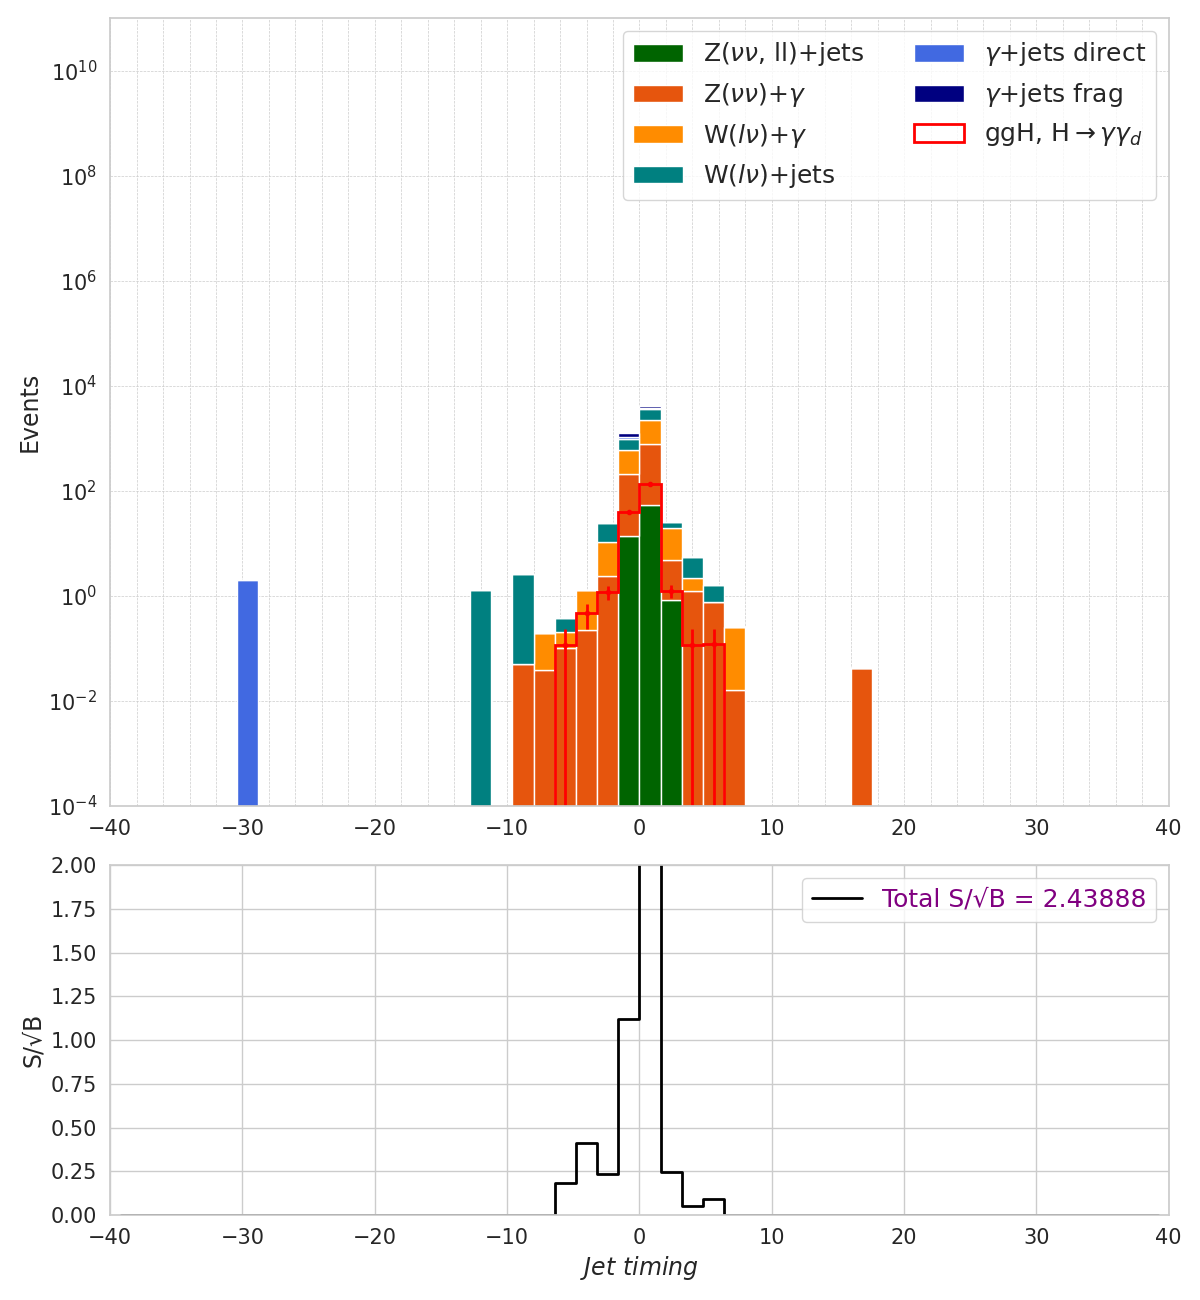 Z(νν, ll)+jets
Z(νν)+γ
W(lν)+γ
W(lν)+jets
γ+jets direct
γ+jets frag
ggH, H→γγ_d
10^10
10^8
10^6
10^4
10^2
10^0
10^−2
10^−4
Events
−40 −30 −20 −10 0 10 20 30 40
Total S/√B = 2.43888
2.00
1.75
1.50
1.25
1.00
0.75
0.50
0.25
0.00
S/√B
−40 −30 −20 −10 0 10 20 30 40
Jet timing